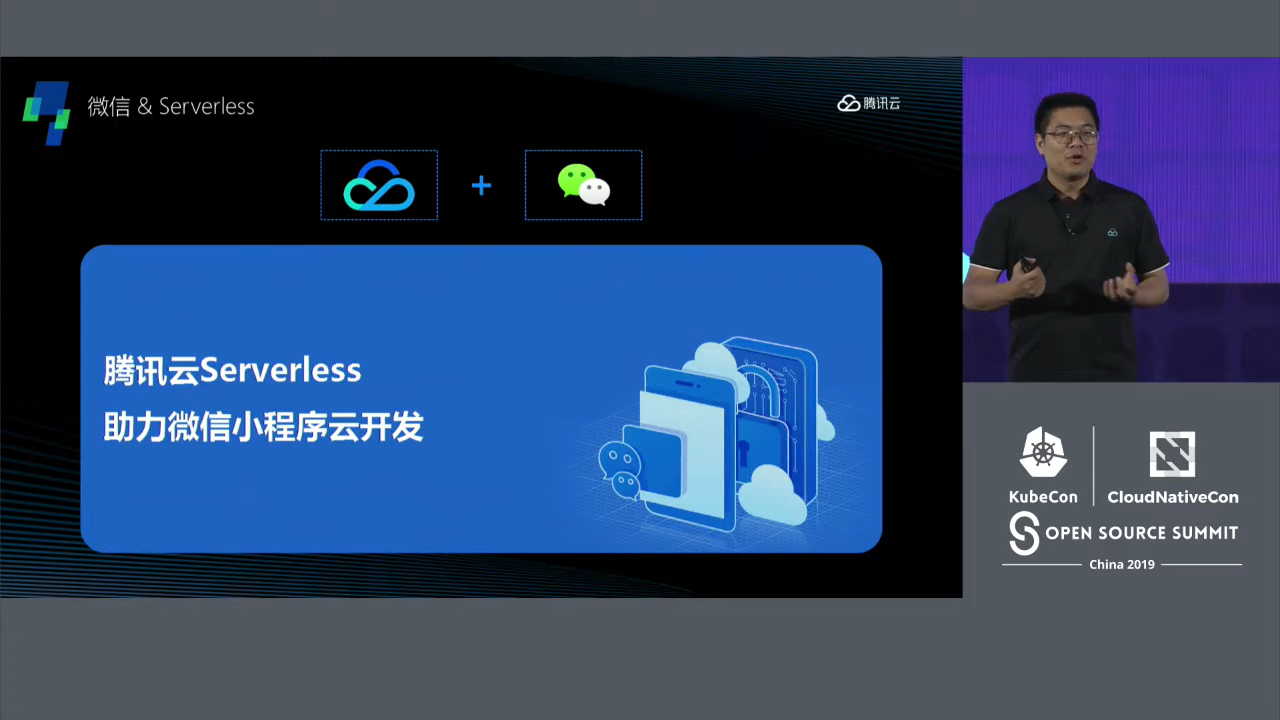 微信 & Serverless
腾讯云
+
腾讯云Serverless
助力微信小程序云开发
KubeCon
CloudNativeCon
OPEN SOURCE SUMMIT
China 2019